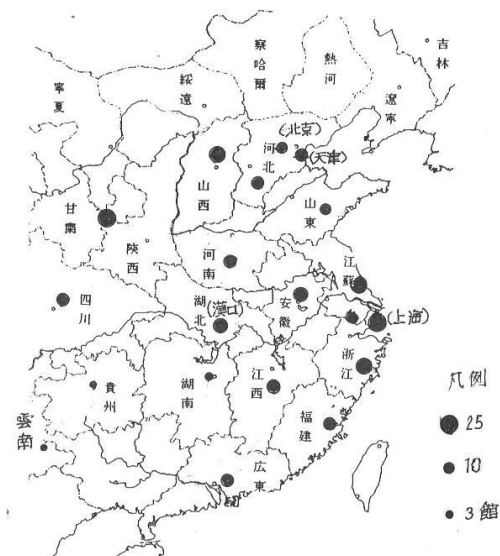 吉林
察哈爾
熱河
綏遠
寧夏
遼寧
(北京)
河北
(天津)
山西
山東
甘肅
陝西
河南
江蘇
四川
湖北
(漢口)
安徽
(上海)
浙江
江西
湖南
貴州
福建
雲南
広東
凡例
25
10
3館